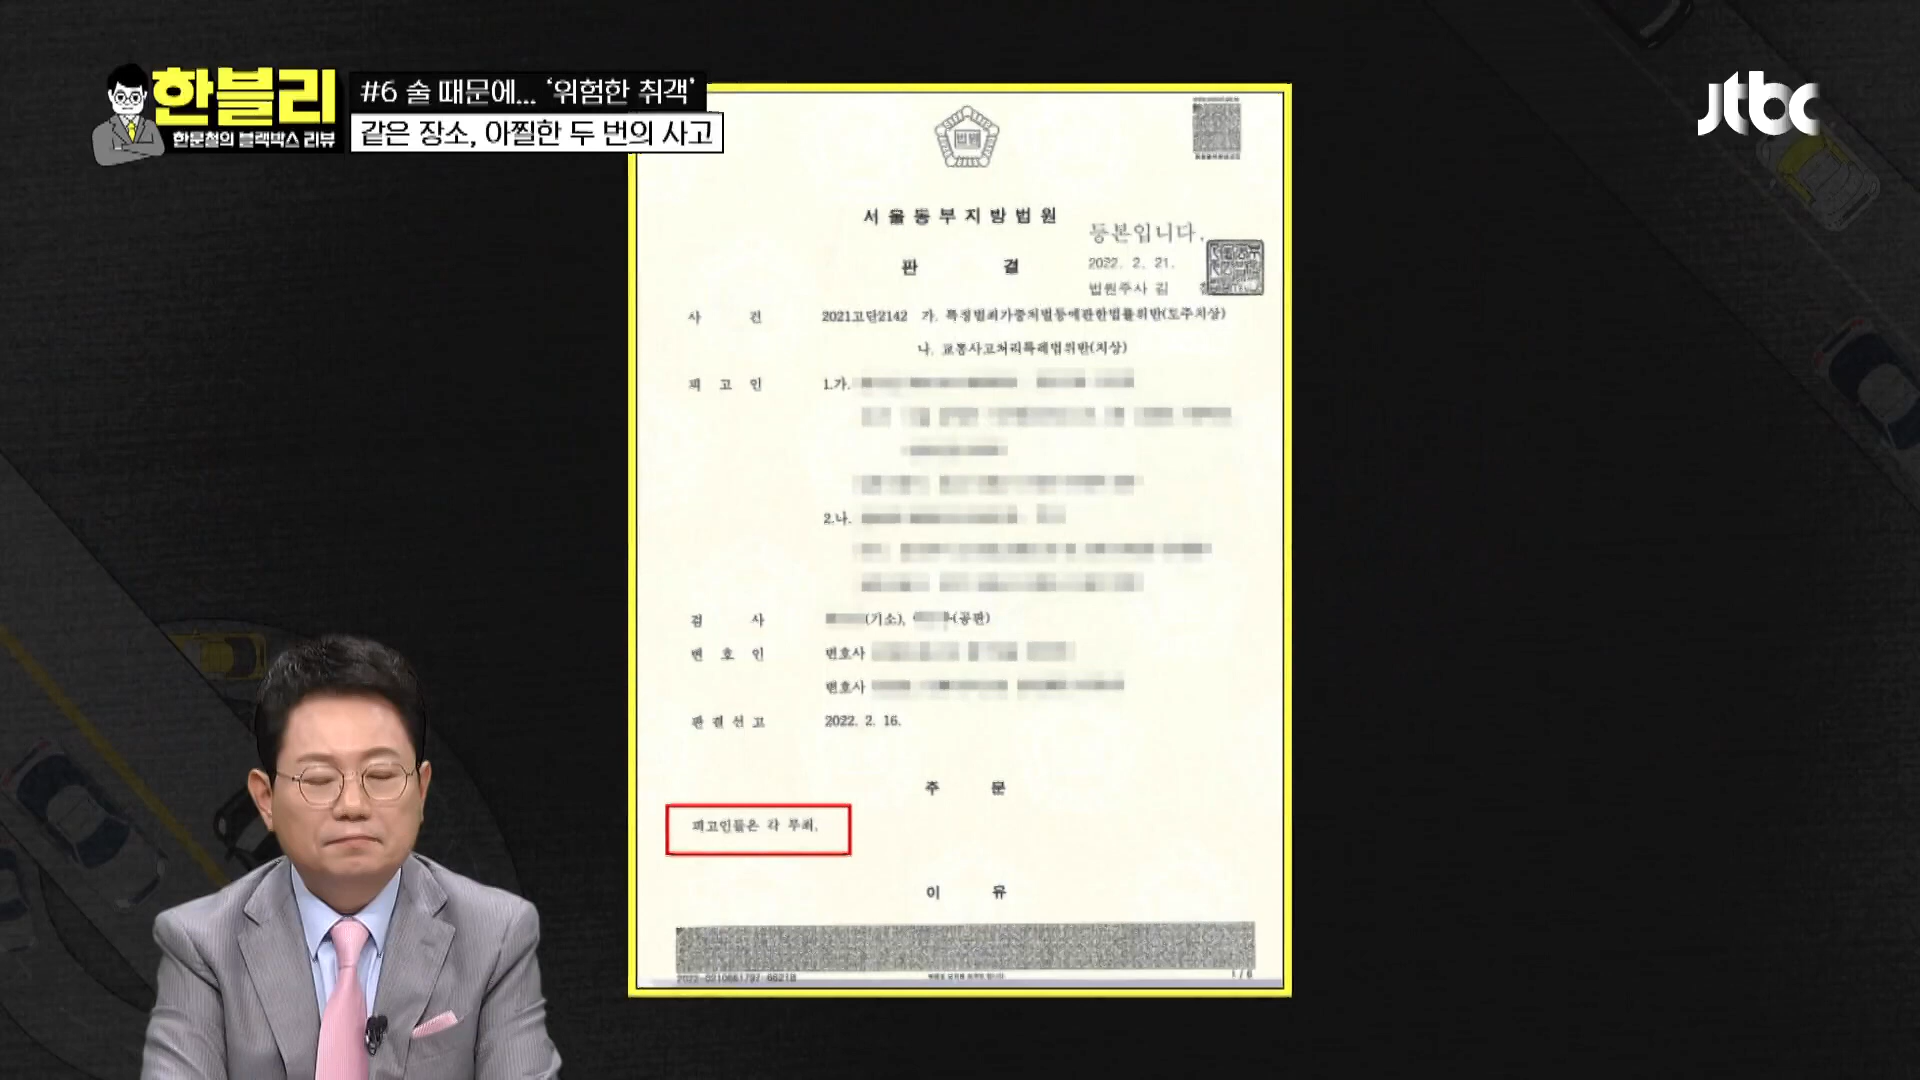 한블리
한문철의 블랙박스 리뷰
#6 술 때문에... ‘위험한 취객’
같은 장소, 아찔한 두 번의 사고
jtbc
법원
서울동부지방법원
판 결
등본입니다.
2022. 2. 21.
법원주사 김
사 건 2021고단2142 가. 특정범죄가중처벌등에관한법률위반(도주치상)
나. 교통사고처리특례법위반(치상)
피 고 인 1.가.
2.나.
검 사 (기소), (공판)
변 호 인 변호사
변호사
판결선고 2022. 2. 16.
주 문
피고인들은 각 무죄.
이 유
1 / 6